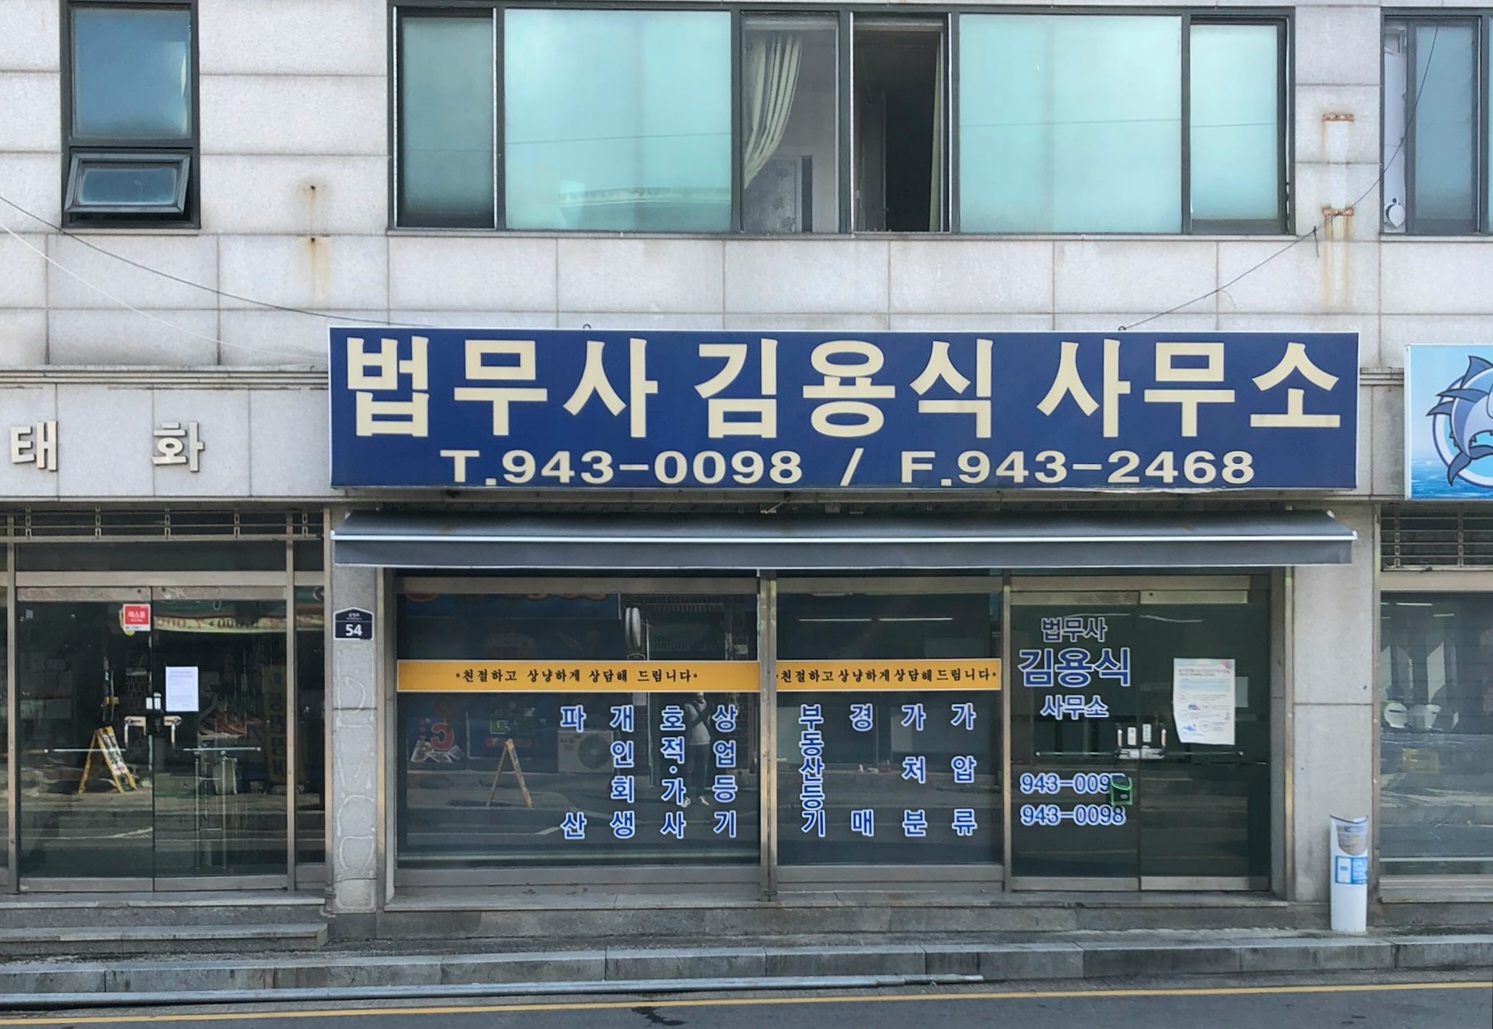 법무사 김용식 사무소
T.943-0098 / F.943-2468
태 화
54
·친절하고 상냥하게 상담해 드립니다·
·친절하고상냥하게상담해드립니다·
파산
개인회생
호적·가사
상업등기
부동산등기
경매
가처분
가압류
법무사
김용식
사무소
943-009
943-0098